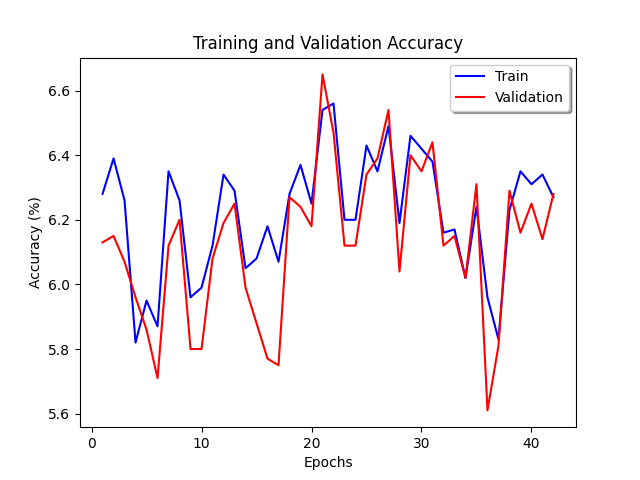 Training and Validation Accuracy
Train
Validation
6.6
6.4
6.2
6.0
5.8
5.6
Accuracy (%)
0
10
20
30
40
Epochs